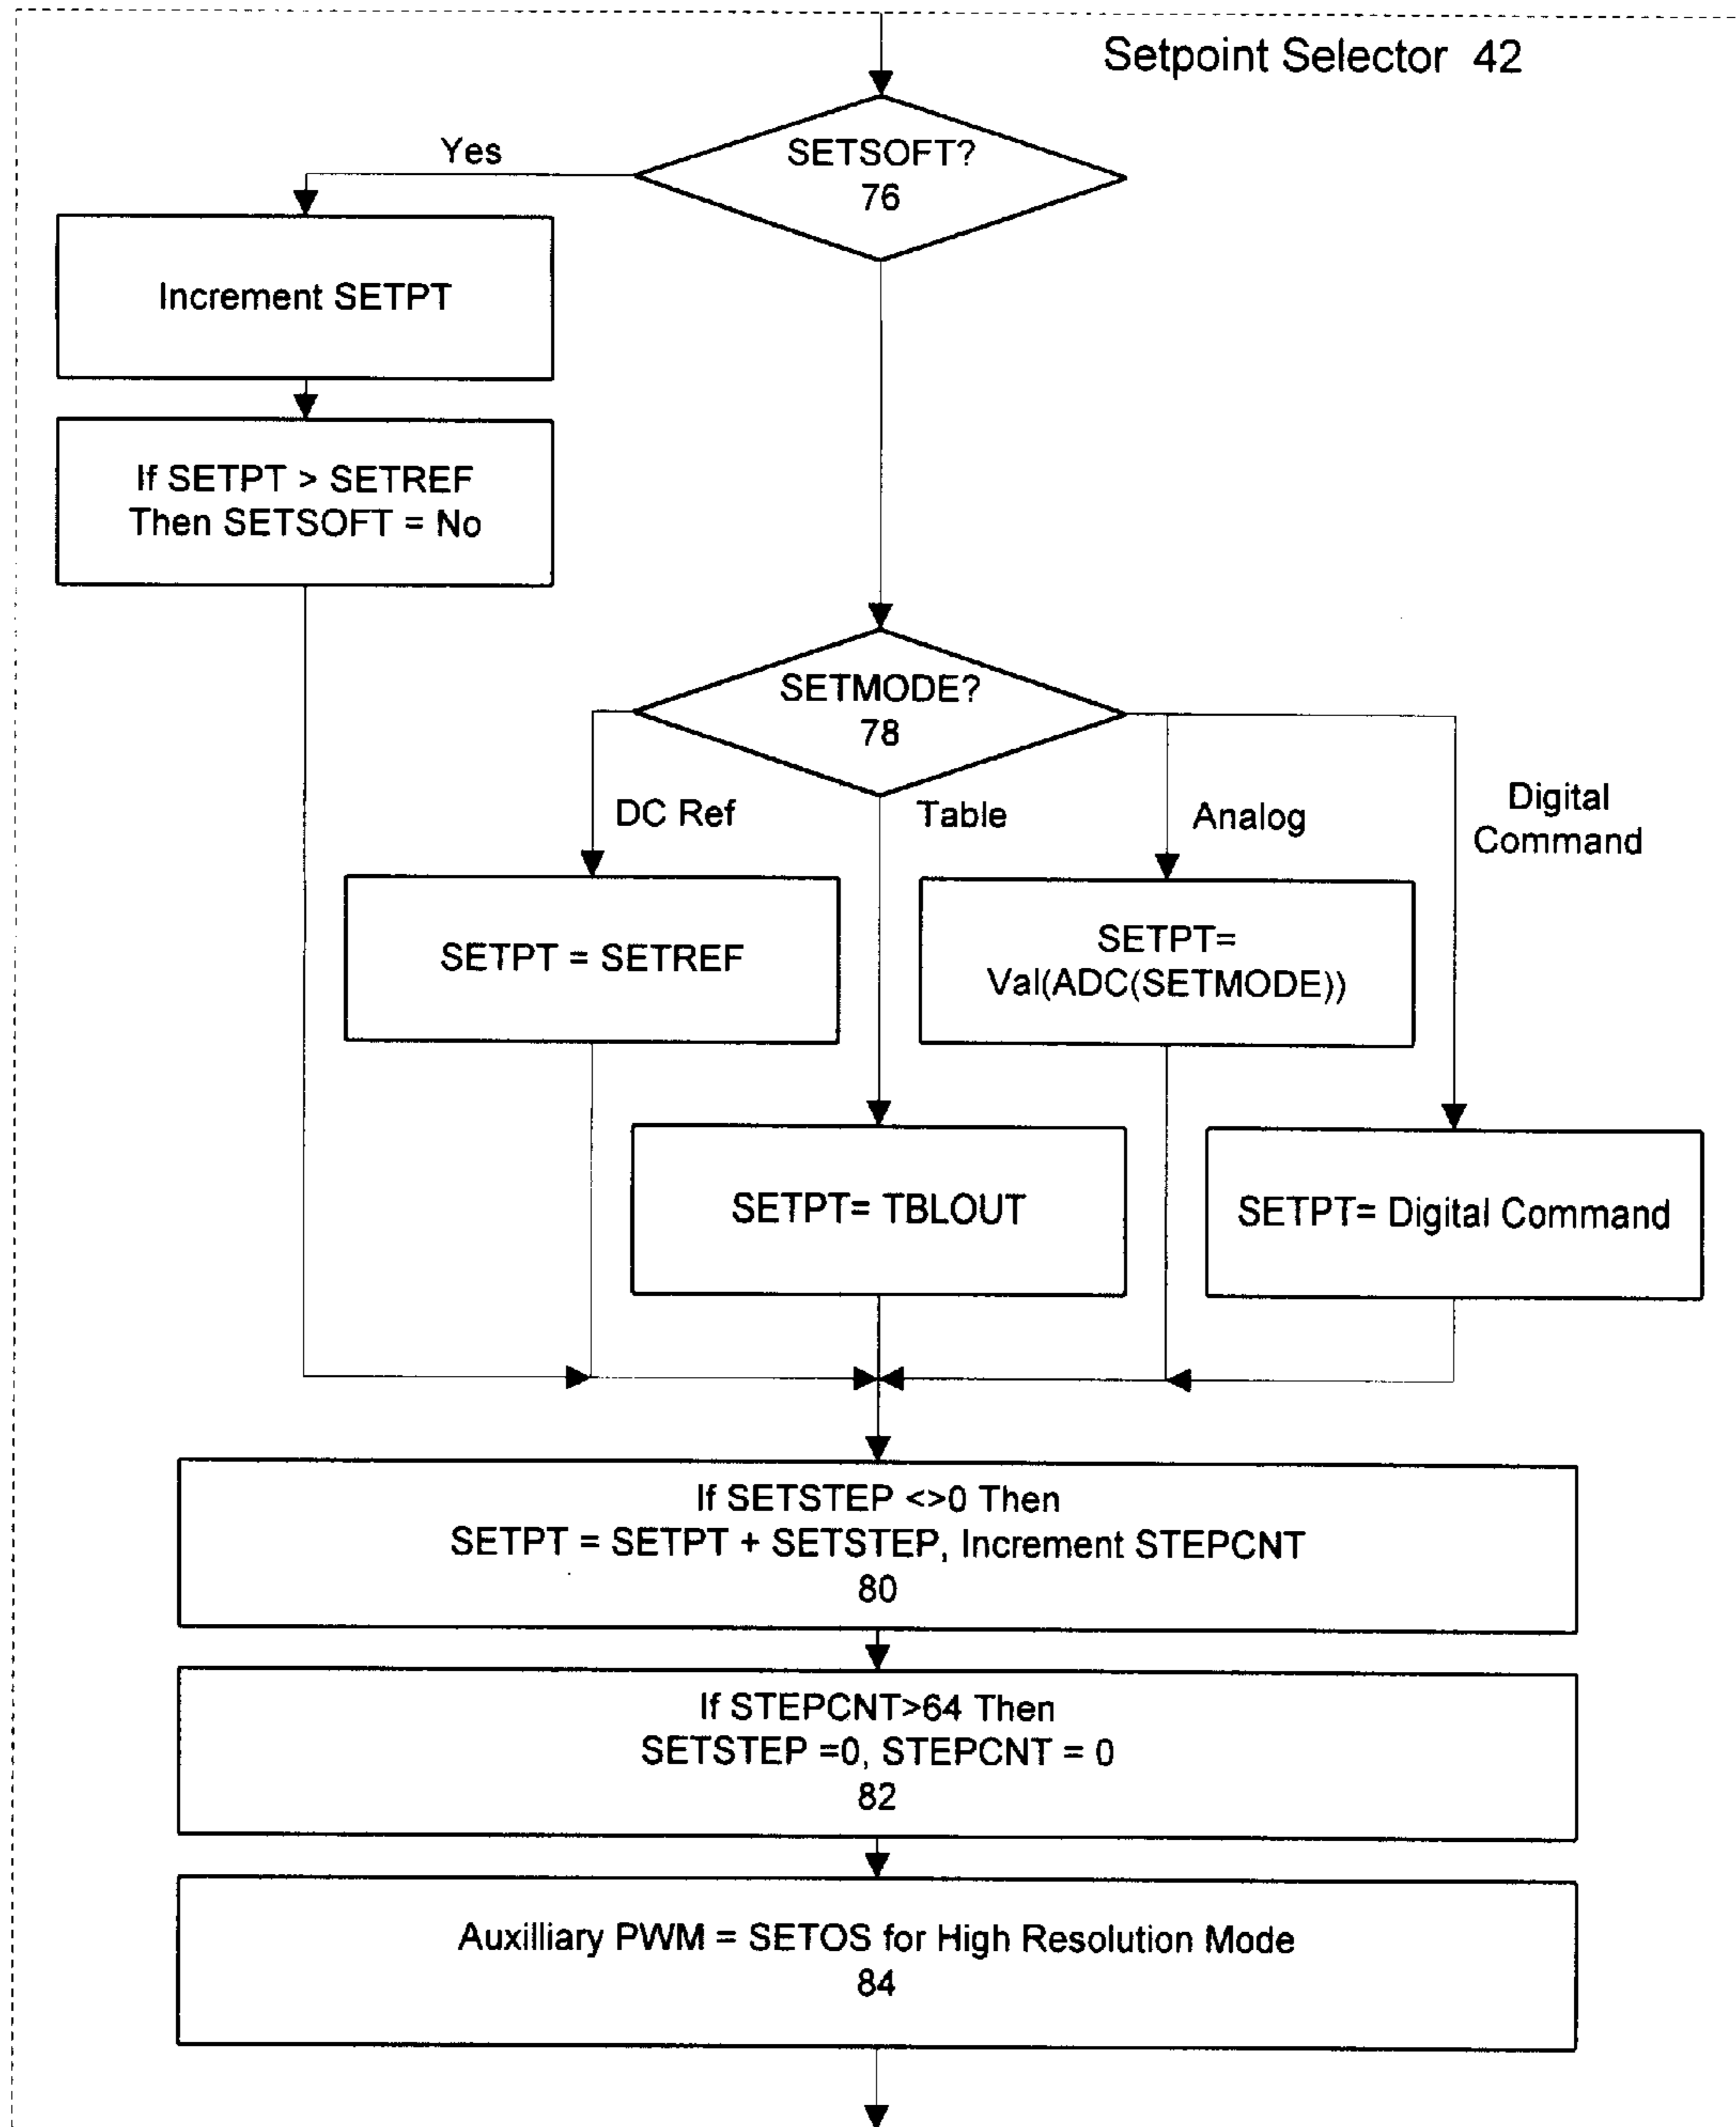 Setpoint Selector 42
SETSOFT?
76
Yes
Increment SETPT
If SETPT > SETREF
Then SETSOFT = No
SETMODE?
78
DC Ref
Table
Analog
Digital
Command
SETPT = SETREF
SETPT=
Val(ADC(SETMODE))
SETPT= TBLOUT
SETPT= Digital Command
If SETSTEP <>0 Then
SETPT = SETPT + SETSTEP, Increment STEPCNT
80
If STEPCNT>64 Then
SETSTEP =0, STEPCNT = 0
82
Auxilliary PWM = SETOS for High Resolution Mode
84